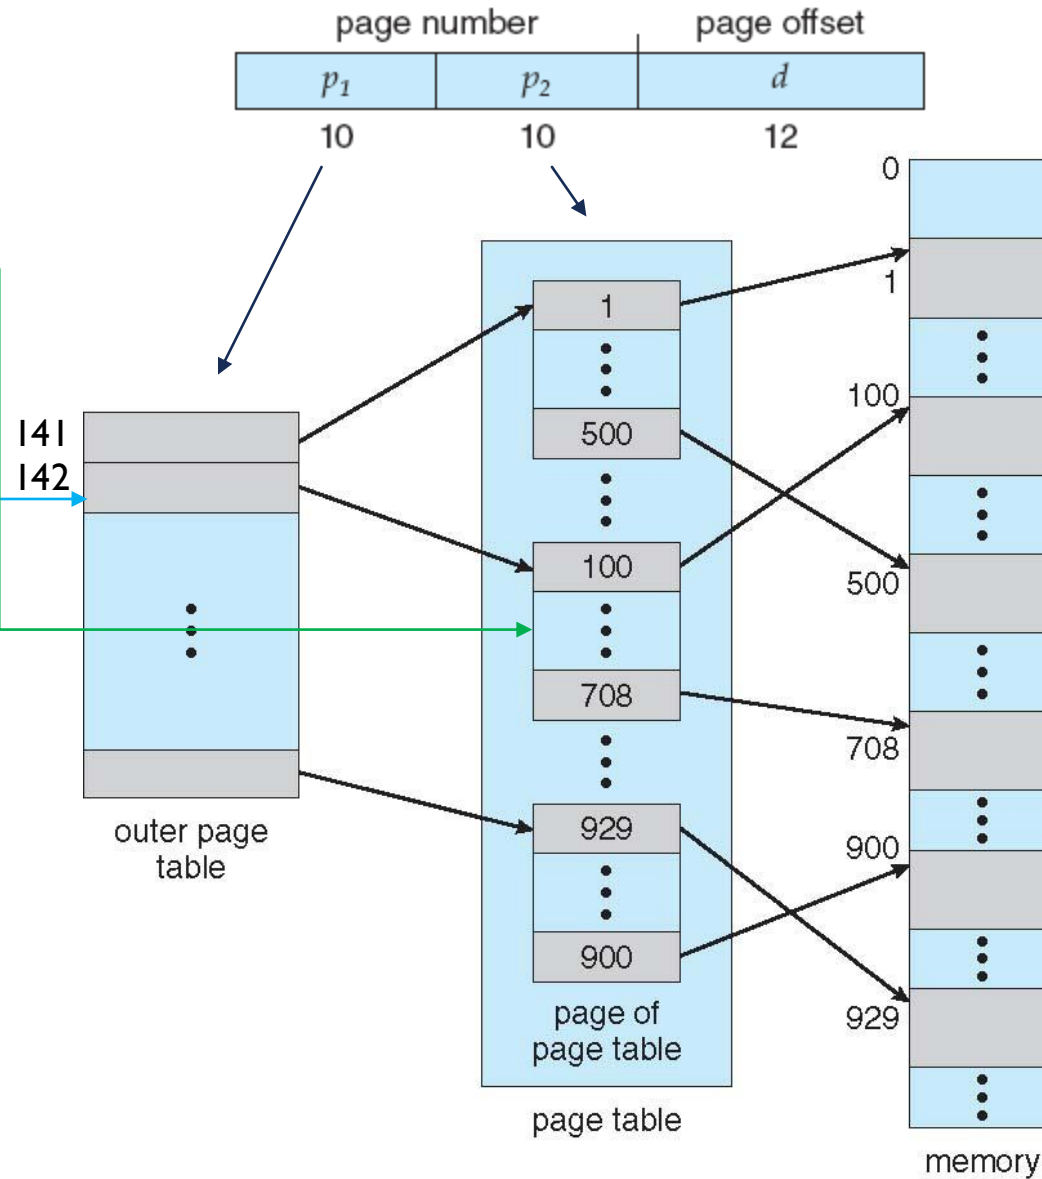 page number page offset
p1 p2 d
10 10 12
0
1
1
100
141
500
142
100
500
708
708
900
929
outer page
table
900
929
page of
page table
page table
memory